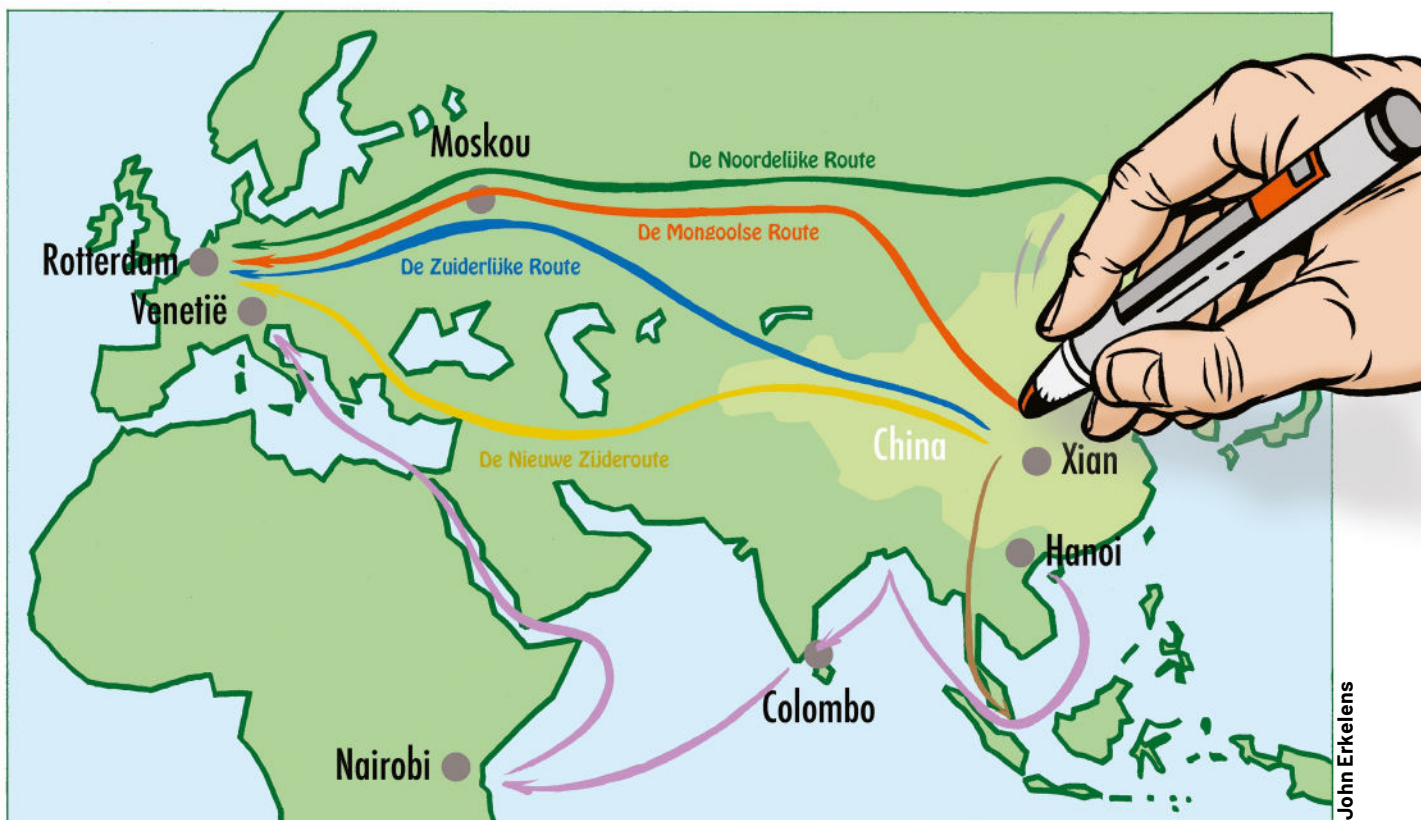 Moskou
De Noordelijke Route
De Mongoolse Route
Rotterdam
De Zuiderlijke Route
Venetië
China
De Nieuwe Zijderoute
Xian
Hanoi
Colombo
Nairobi
John Erkelens